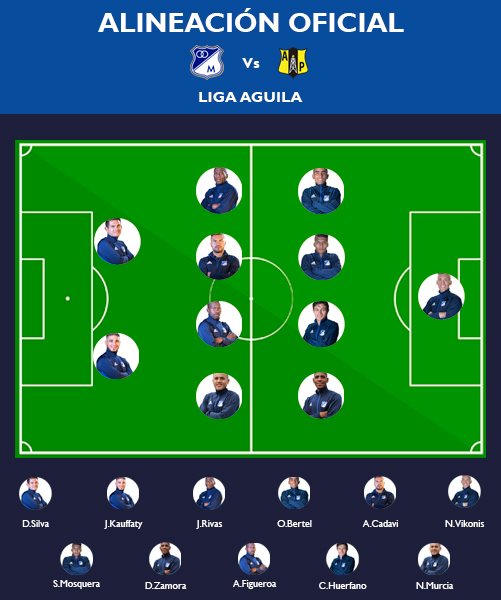 ALINEACIÓN OFICIAL
M
Vs
A P
LIGA AGUILA
D.Silva
J.Kauffaty
J.Rivas
O.Bertel
A.Cadavi
N.Vikonis
S.Mosquera
D.Zamora
A.Figueroa
C.Huerfano
N.Murcia